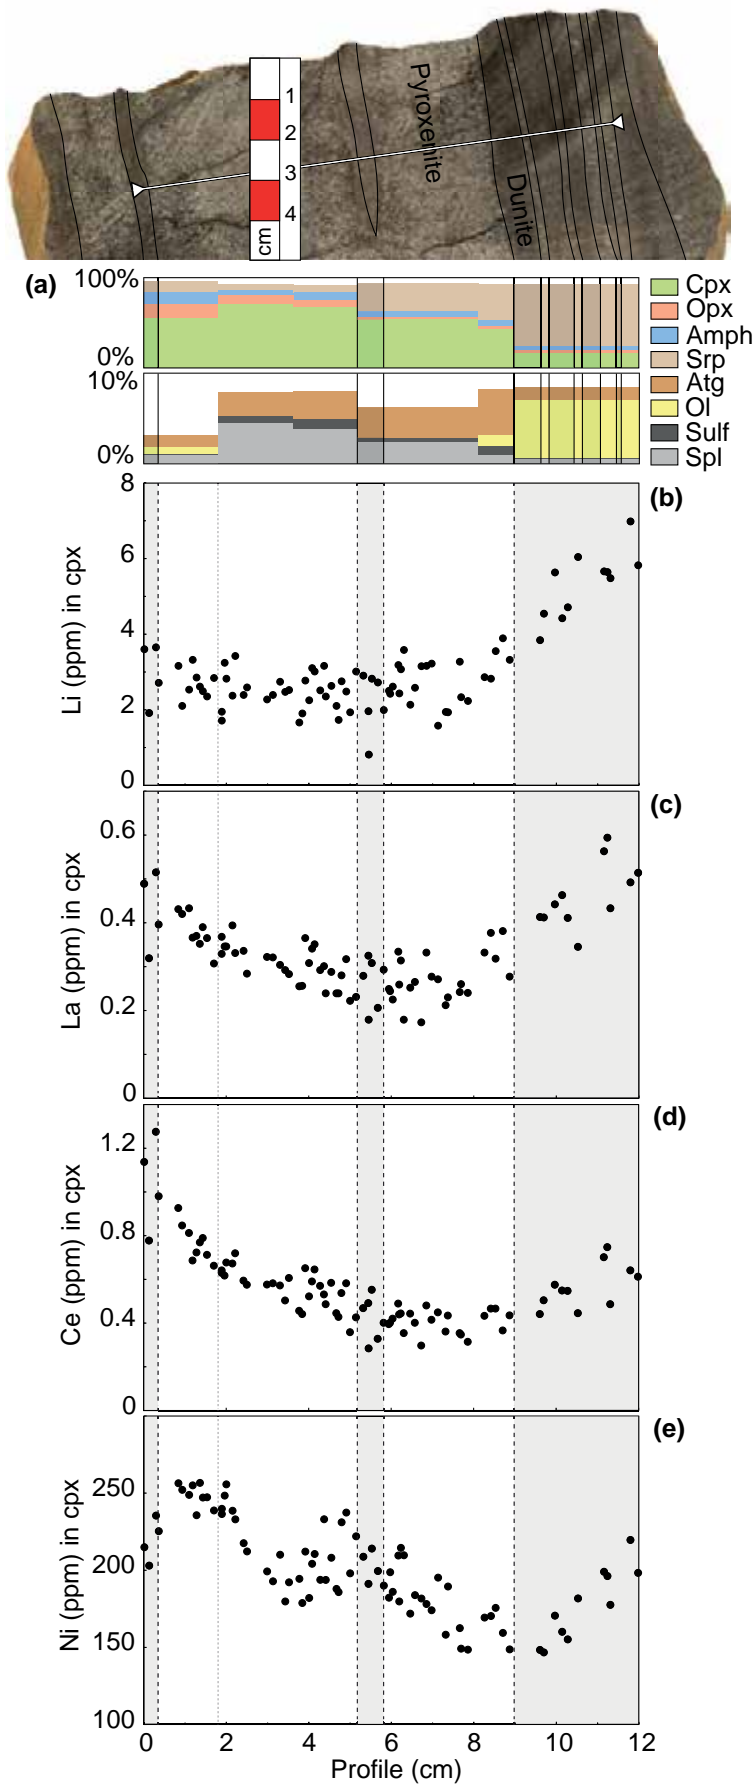 1
2
3
4
cm
Pyroxenite
Dunite
(a)
100%
0%
10%
0%
Cpx
Opx
Amph
Srp
Atg
Ol
Sulf
Spl
(b)
8
6
4
2
0
Li (ppm) in cpx
(c)
0.6
0.4
0.2
0
La (ppm) in cpx
(d)
1.2
0.8
0.4
0
Ce (ppm) in cpx
(e)
250
200
150
100
Ni (ppm) in cpx
0 2 4 6 8 10 12
Profile (cm)